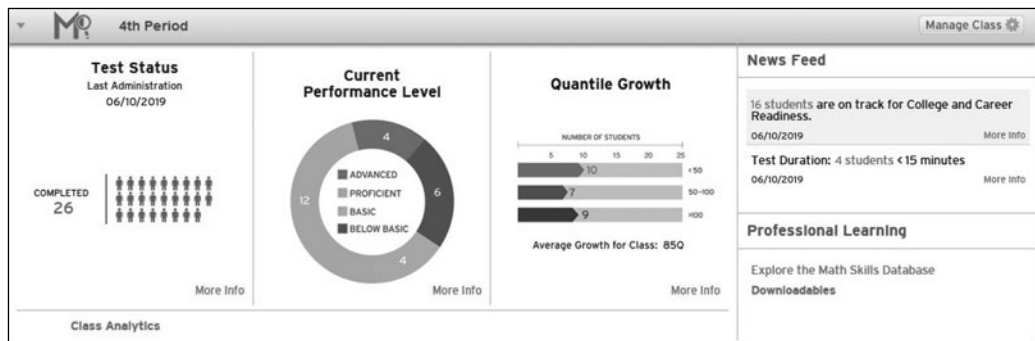 4th Period
Manage Class
Test Status
Last Administration
06/10/2019
COMPLETED
26
More Info
Current
Performance Level
4
6
12
4
ADVANCED
PROFICIENT
BASIC
BELOW BASIC
More Info
Quantile Growth
NUMBER OF STUDENTS
5 10 15 20 25
10 <50
7 50-100
9 >100
Average Growth for Class: 85Q
More Info
News Feed
16 students are on track for College and Career
Readiness.
06/10/2019 More Info
Test Duration: 4 students < 15 minutes
06/10/2019 More Info
Professional Learning
Explore the Math Skills Database
Downloadables
Class Analytics